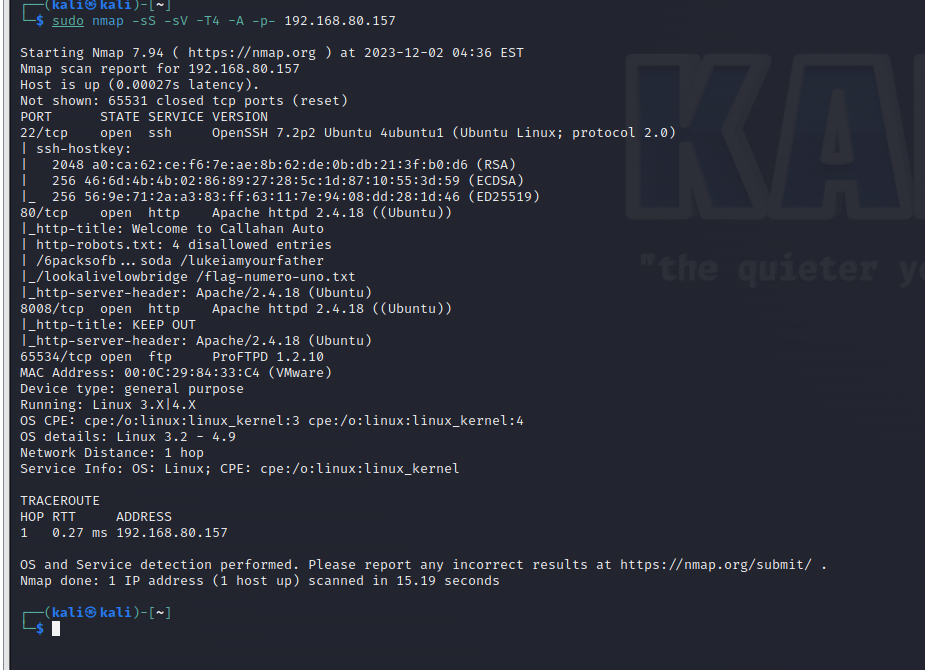 ┌──(kali㉿kali)-[~]
└─$ sudo nmap -sS -sV -T4 -A -p- 192.168.80.157
Starting Nmap 7.94 ( https://nmap.org ) at 2023-12-02 04:36 EST
Nmap scan report for 192.168.80.157
Host is up (0.00027s latency).
Not shown: 65531 closed tcp ports (reset)
PORT      STATE SERVICE VERSION
22/tcp    open  ssh     OpenSSH 7.2p2 Ubuntu 4ubuntu1 (Ubuntu Linux; protocol 2.0)
| ssh-hostkey:
|   2048 a0:ca:62:ce:f6:7e:ae:8b:62:de:0b:db:21:3f:b0:d6 (RSA)
|   256 46:6d:4b:4b:02:86:89:27:28:5c:1d:87:10:55:3d:59 (ECDSA)
|_  256 56:9e:71:2a:a3:83:ff:63:11:7e:94:08:dd:28:1d:46 (ED25519)
80/tcp    open  http    Apache httpd 2.4.18 ((Ubuntu))
|_http-title: Welcome to Callahan Auto
| http-robots.txt: 4 disallowed entries
| /6packsofb...soda /lukeiamyourfather
|_/lookalivelowbridge /flag-numero-uno.txt
|_http-server-header: Apache/2.4.18 (Ubuntu)
8008/tcp  open  http    Apache httpd 2.4.18 ((Ubuntu))
|_http-title: KEEP OUT
|_http-server-header: Apache/2.4.18 (Ubuntu)
65534/tcp open  ftp     ProFTPD 1.2.10
MAC Address: 00:0C:29:84:33:C4 (VMware)
Device type: general purpose
Running: Linux 3.X|4.X
OS CPE: cpe:/o:linux:linux_kernel:3 cpe:/o:linux:linux_kernel:4
OS details: Linux 3.2 - 4.9
Network Distance: 1 hop
Service Info: OS: Linux; CPE: cpe:/o:linux:linux_kernel
TRACEROUTE
HOP RTT     ADDRESS
1   0.27 ms 192.168.80.157
OS and Service detection performed. Please report any incorrect results at https://nmap.org/submit/ .
Nmap done: 1 IP address (1 host up) scanned in 15.19 seconds
┌──(kali㉿kali)-[~]
└─$
KA
"the quieter y